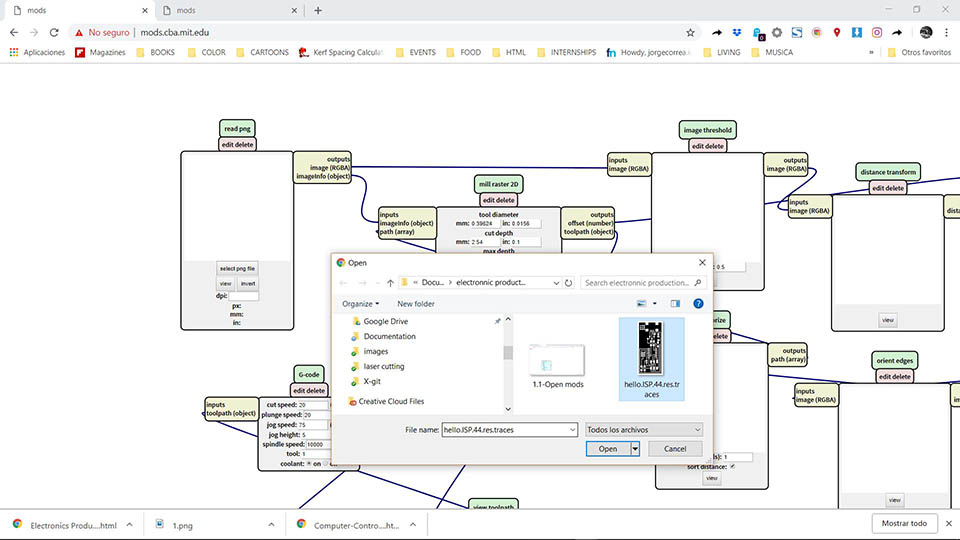 mods
mods
No seguro | mods.cba.mit.edu
Aplicaciones
Magazines
BOOKS
COLOR
CARTOONS
Kerf Spacing Calcula
EVENTS
FOOD
HTML
INTERNSHIPS
Howdy, jorgecorrea
LIVING
MUSICA
»
Otros favoritos
read png
edit delete
outputs
image (RGBA)
imageInfo (object)
select png file
view
invert
dpi:
px:
mm:
in:
mill raster 2D
edit delete
inputs
imageInfo (object)
path (array)
tool diameter
mm: 0.39624 in: 0.0156
cut depth
mm: 2.54 in: 0.1
max depth
outputs
offset (number)
toolpath (object)
image threshold
edit delete
inputs
image (RGBA)
outputs
image (RGBA)
0.5
distance transform
edit delete
inputs
image (RGBA)
view
Open
« Docu... › electronnic product...
Search electronnic production...
Organize
New folder
Google Drive
Documentation
images
laser cutting
X-git
Creative Cloud Files
1.1-Open mods
hello.ISP.44.res.tr
aces
File name:
hello.ISP.44.res.traces
Todos los archivos
Open
Cancel
outputs
path (array)
1
sort distance:
view
orient edges
edit delete
inputs
image (RGBA)
view
G-code
edit delete
inputs
toolpath (object)
cut speed: 20
plunge speed: 20
jog speed: 75
jog height: 5
spindle speed: 10000
tool: 1
coolant: on
view toolpath
Electronics Produ....html
1.png
Computer-Contro....ht...
Mostrar todo